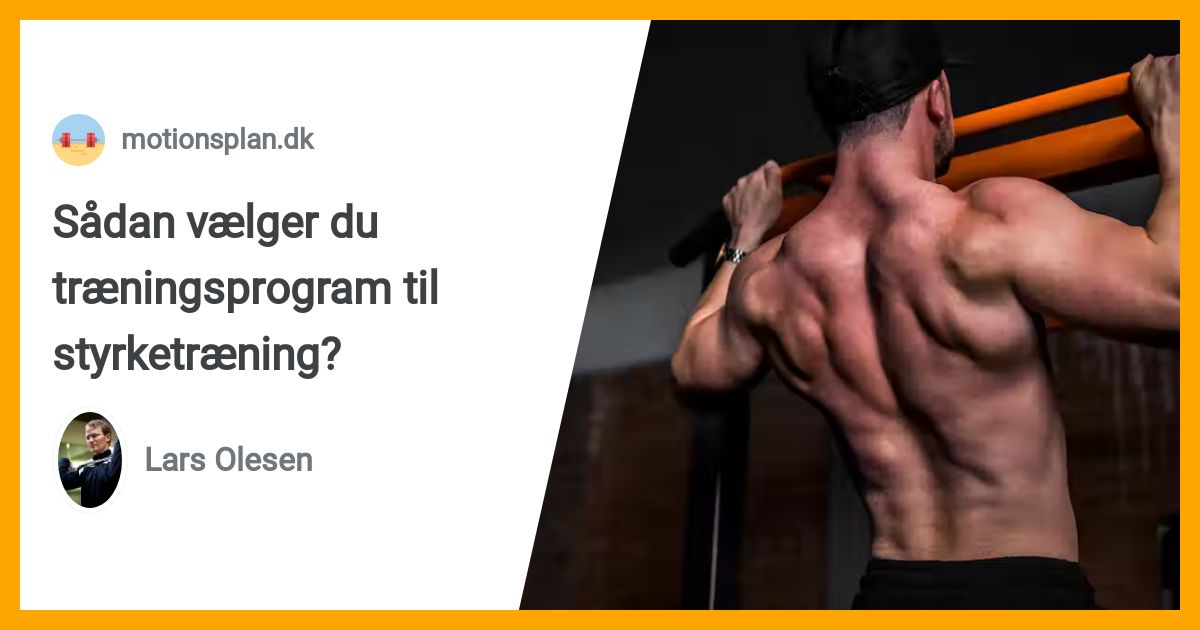 motionsplan.dk
Sådan vælger du
træningsprogram til
styrketræning?
Lars Olesen